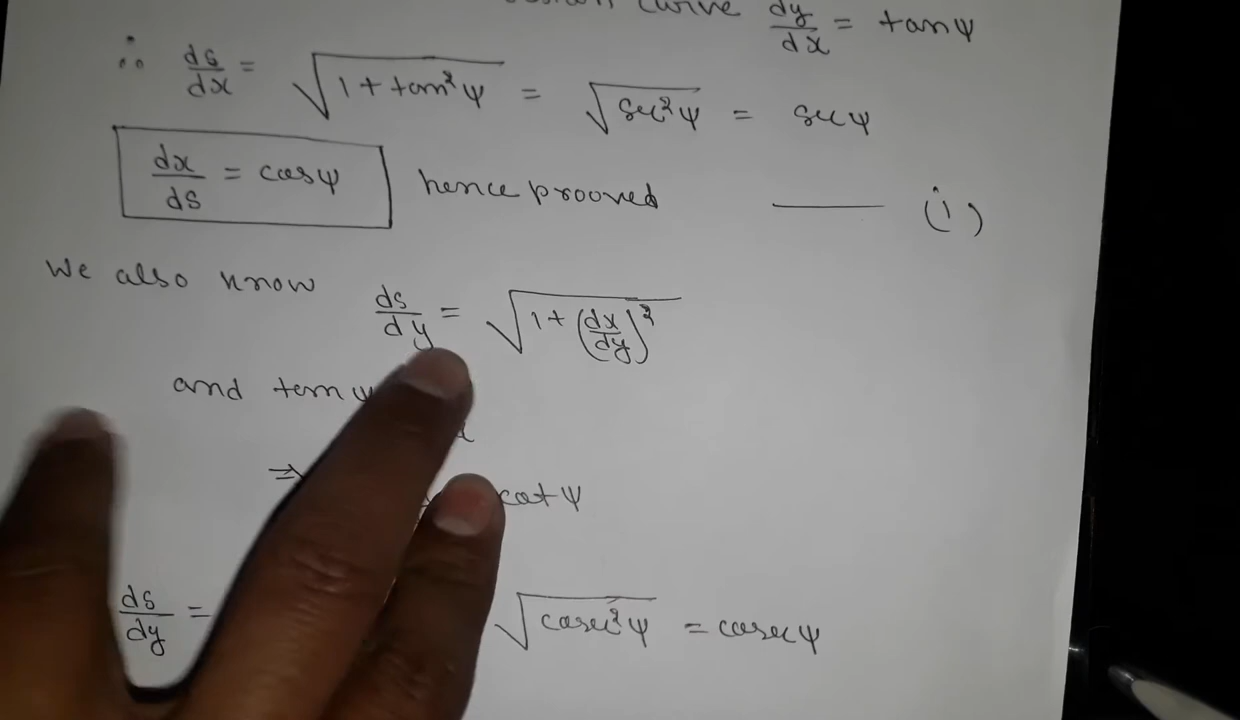 curve dy/dx = tanψ
∴ ds/dx = √(1 + tan²ψ) = √(sec²ψ) = secψ
dx/ds = cosψ hence prooved —— (i)
We also know ds/dy = √(1 + (dx/dy)²)
and tanψ
⇒ cotψ
ds/dy = √(cosec²ψ) = cosecψ